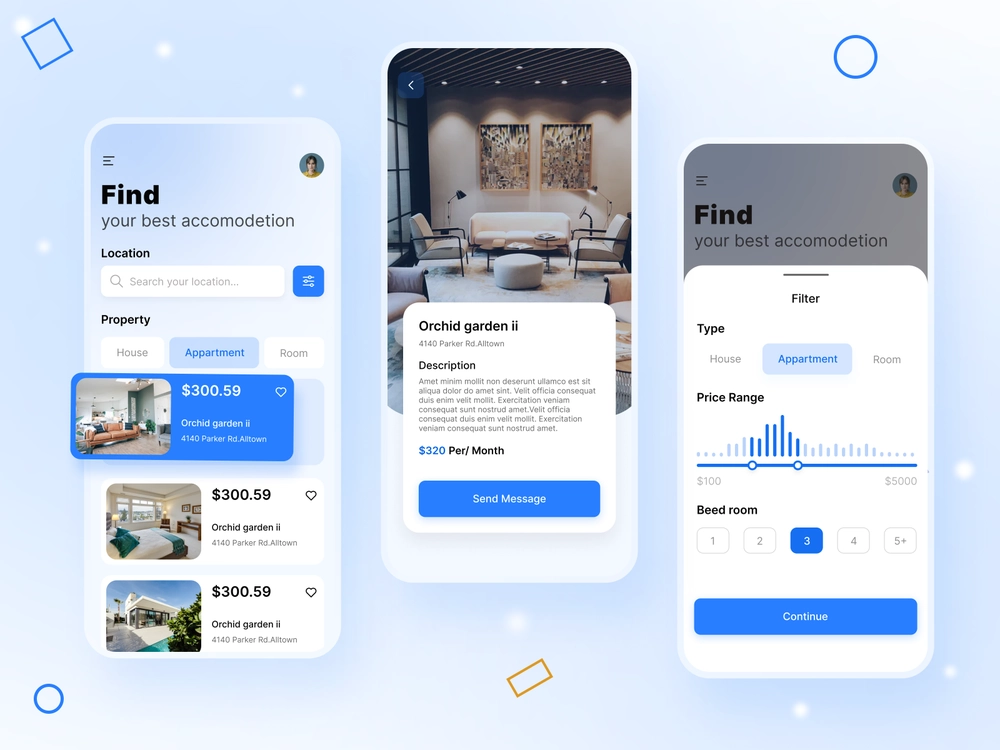 Find
your best accomodetion
Location
Search your location...
Property
House
Appartment
Room
$300.59
Orchid garden ii
4140 Parker Rd.Alltown
$300.59
Orchid garden ii
4140 Parker Rd.Alltown
$300.59
Orchid garden ii
4140 Parker Rd.Alltown
Orchid garden ii
4140 Parker Rd.Alltown
Description
Amet minim mollit non deserunt ullamco est sit
aliqua dolor do amet sint. Velit officia consequat
duis enim velit mollit. Exercitation veniam
consequat sunt nostrud amet.Velit officia
consequat duis enim velit mollit. Exercitation
veniam consequat sunt nostrud amet.
$320 Per/ Month
Send Message
Find
your best accomodetion
Filter
Type
House
Appartment
Room
Price Range
$100
$5000
Beed room
1
2
3
4
5+
Continue